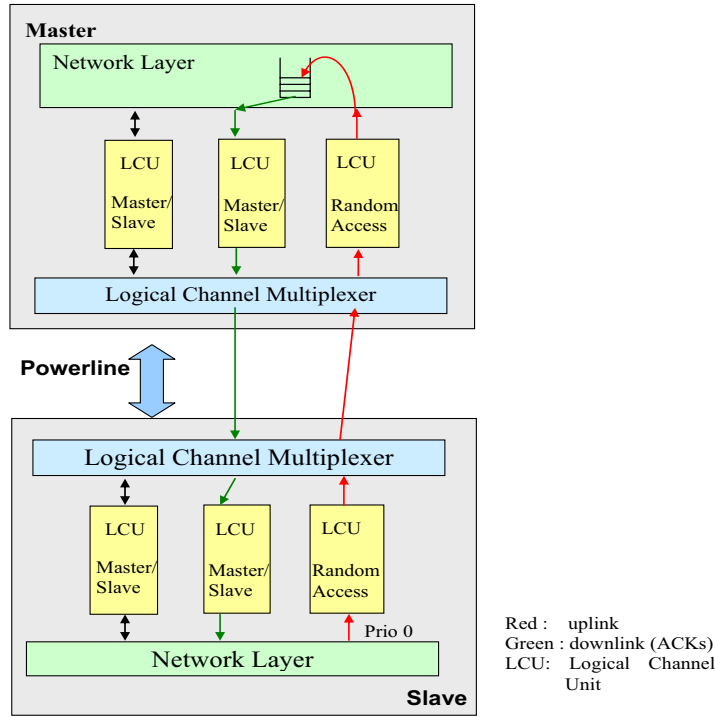 Master
Network Layer
LCU
Master/
Slave
LCU
Master/
Slave
LCU
Random
Access
Logical Channel Multiplexer
Powerline
Logical Channel Multiplexer
LCU
Master/
Slave
LCU
Master/
Slave
LCU
Random
Access
Prio 0
Network Layer
Slave
Red : uplink
Green : downlink (ACKs)
LCU: Logical Channel
Unit